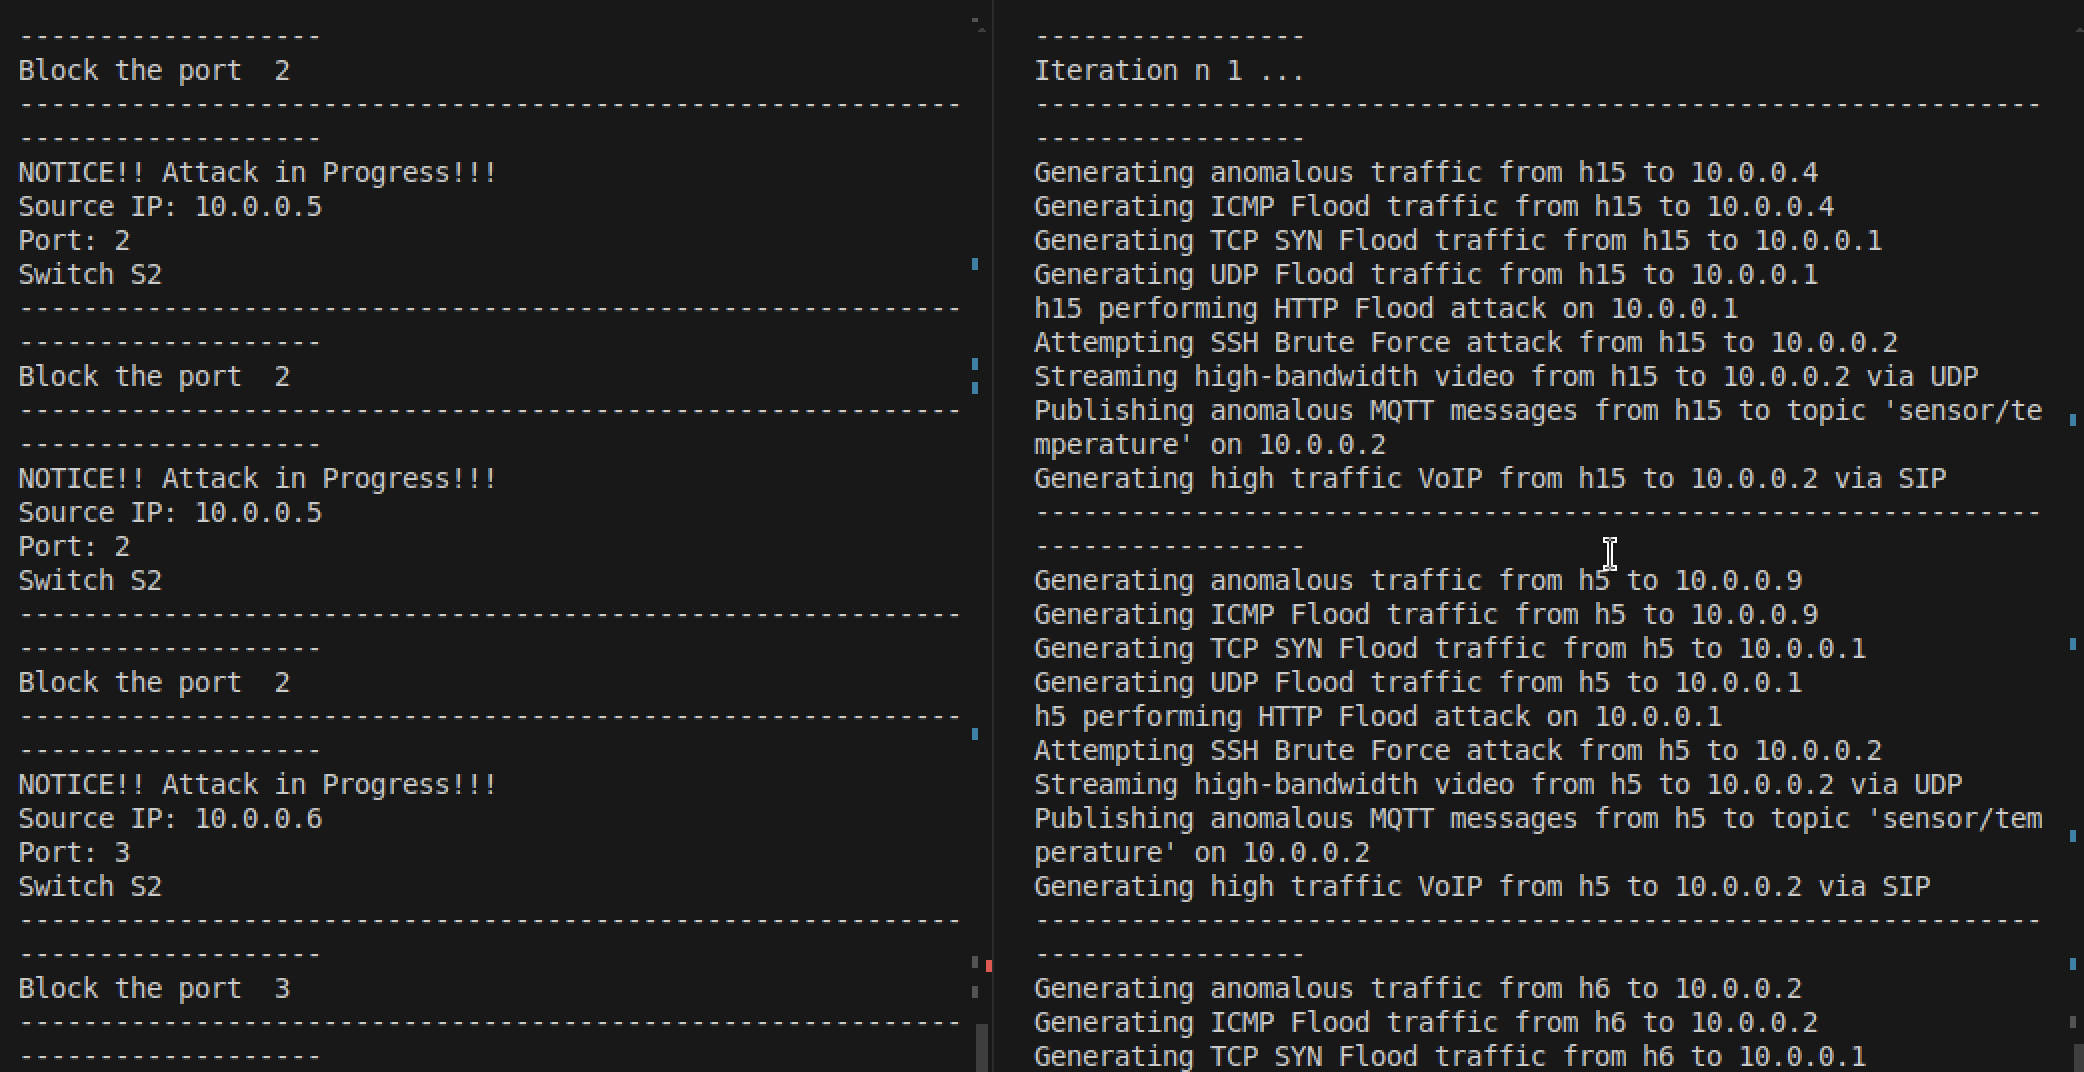 -------------------
Block the port  2
-----------------------------------------------------------
-------------------
NOTICE!! Attack in Progress!!!
Source IP: 10.0.0.5
Port: 2
Switch S2
-----------------------------------------------------------
-------------------
Block the port  2
-----------------------------------------------------------
-------------------
NOTICE!! Attack in Progress!!!
Source IP: 10.0.0.5
Port: 2
Switch S2
-----------------------------------------------------------
-------------------
Block the port  2
-----------------------------------------------------------
-------------------
NOTICE!! Attack in Progress!!!
Source IP: 10.0.0.6
Port: 3
Switch S2
-----------------------------------------------------------
-------------------
Block the port  3
-----------------------------------------------------------
-------------------
-----------------
Iteration n 1 ...
---------------------------------------------------------------
-----------------
Generating anomalous traffic from h15 to 10.0.0.4
Generating ICMP Flood traffic from h15 to 10.0.0.4
Generating TCP SYN Flood traffic from h15 to 10.0.0.1
Generating UDP Flood traffic from h15 to 10.0.0.1
h15 performing HTTP Flood attack on 10.0.0.1
Attempting SSH Brute Force attack from h15 to 10.0.0.2
Streaming high-bandwidth video from h15 to 10.0.0.2 via UDP
Publishing anomalous MQTT messages from h15 to topic 'sensor/te
mperature' on 10.0.0.2
Generating high traffic VoIP from h15 to 10.0.0.2 via SIP
---------------------------------------------------------------
-----------------
Generating anomalous traffic from h5 to 10.0.0.9
Generating ICMP Flood traffic from h5 to 10.0.0.9
Generating TCP SYN Flood traffic from h5 to 10.0.0.1
Generating UDP Flood traffic from h5 to 10.0.0.1
h5 performing HTTP Flood attack on 10.0.0.1
Attempting SSH Brute Force attack from h5 to 10.0.0.2
Streaming high-bandwidth video from h5 to 10.0.0.2 via UDP
Publishing anomalous MQTT messages from h5 to topic 'sensor/tem
perature' on 10.0.0.2
Generating high traffic VoIP from h5 to 10.0.0.2 via SIP
---------------------------------------------------------------
-----------------
Generating anomalous traffic from h6 to 10.0.0.2
Generating ICMP Flood traffic from h6 to 10.0.0.2
Generating TCP SYN Flood traffic from h6 to 10.0.0.1